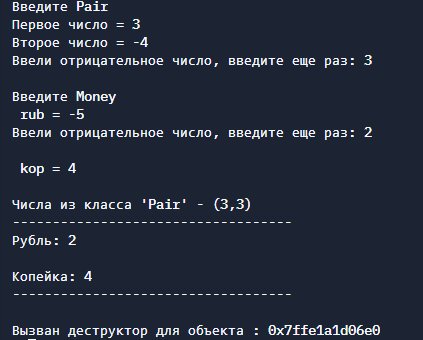 Введите Pair
Первое число = 3
Второе число = -4
Ввели отрицательное число, введите еще раз: 3
Введите Money
rub = -5
Ввели отрицательное число, введите еще раз: 2
kop = 4
Числа из класса 'Pair' - (3,3)
-----------------------------------
Рубль: 2
Копейка: 4
-----------------------------------
Вызван деструктор для объекта : 0x7ffe1a1d06e0